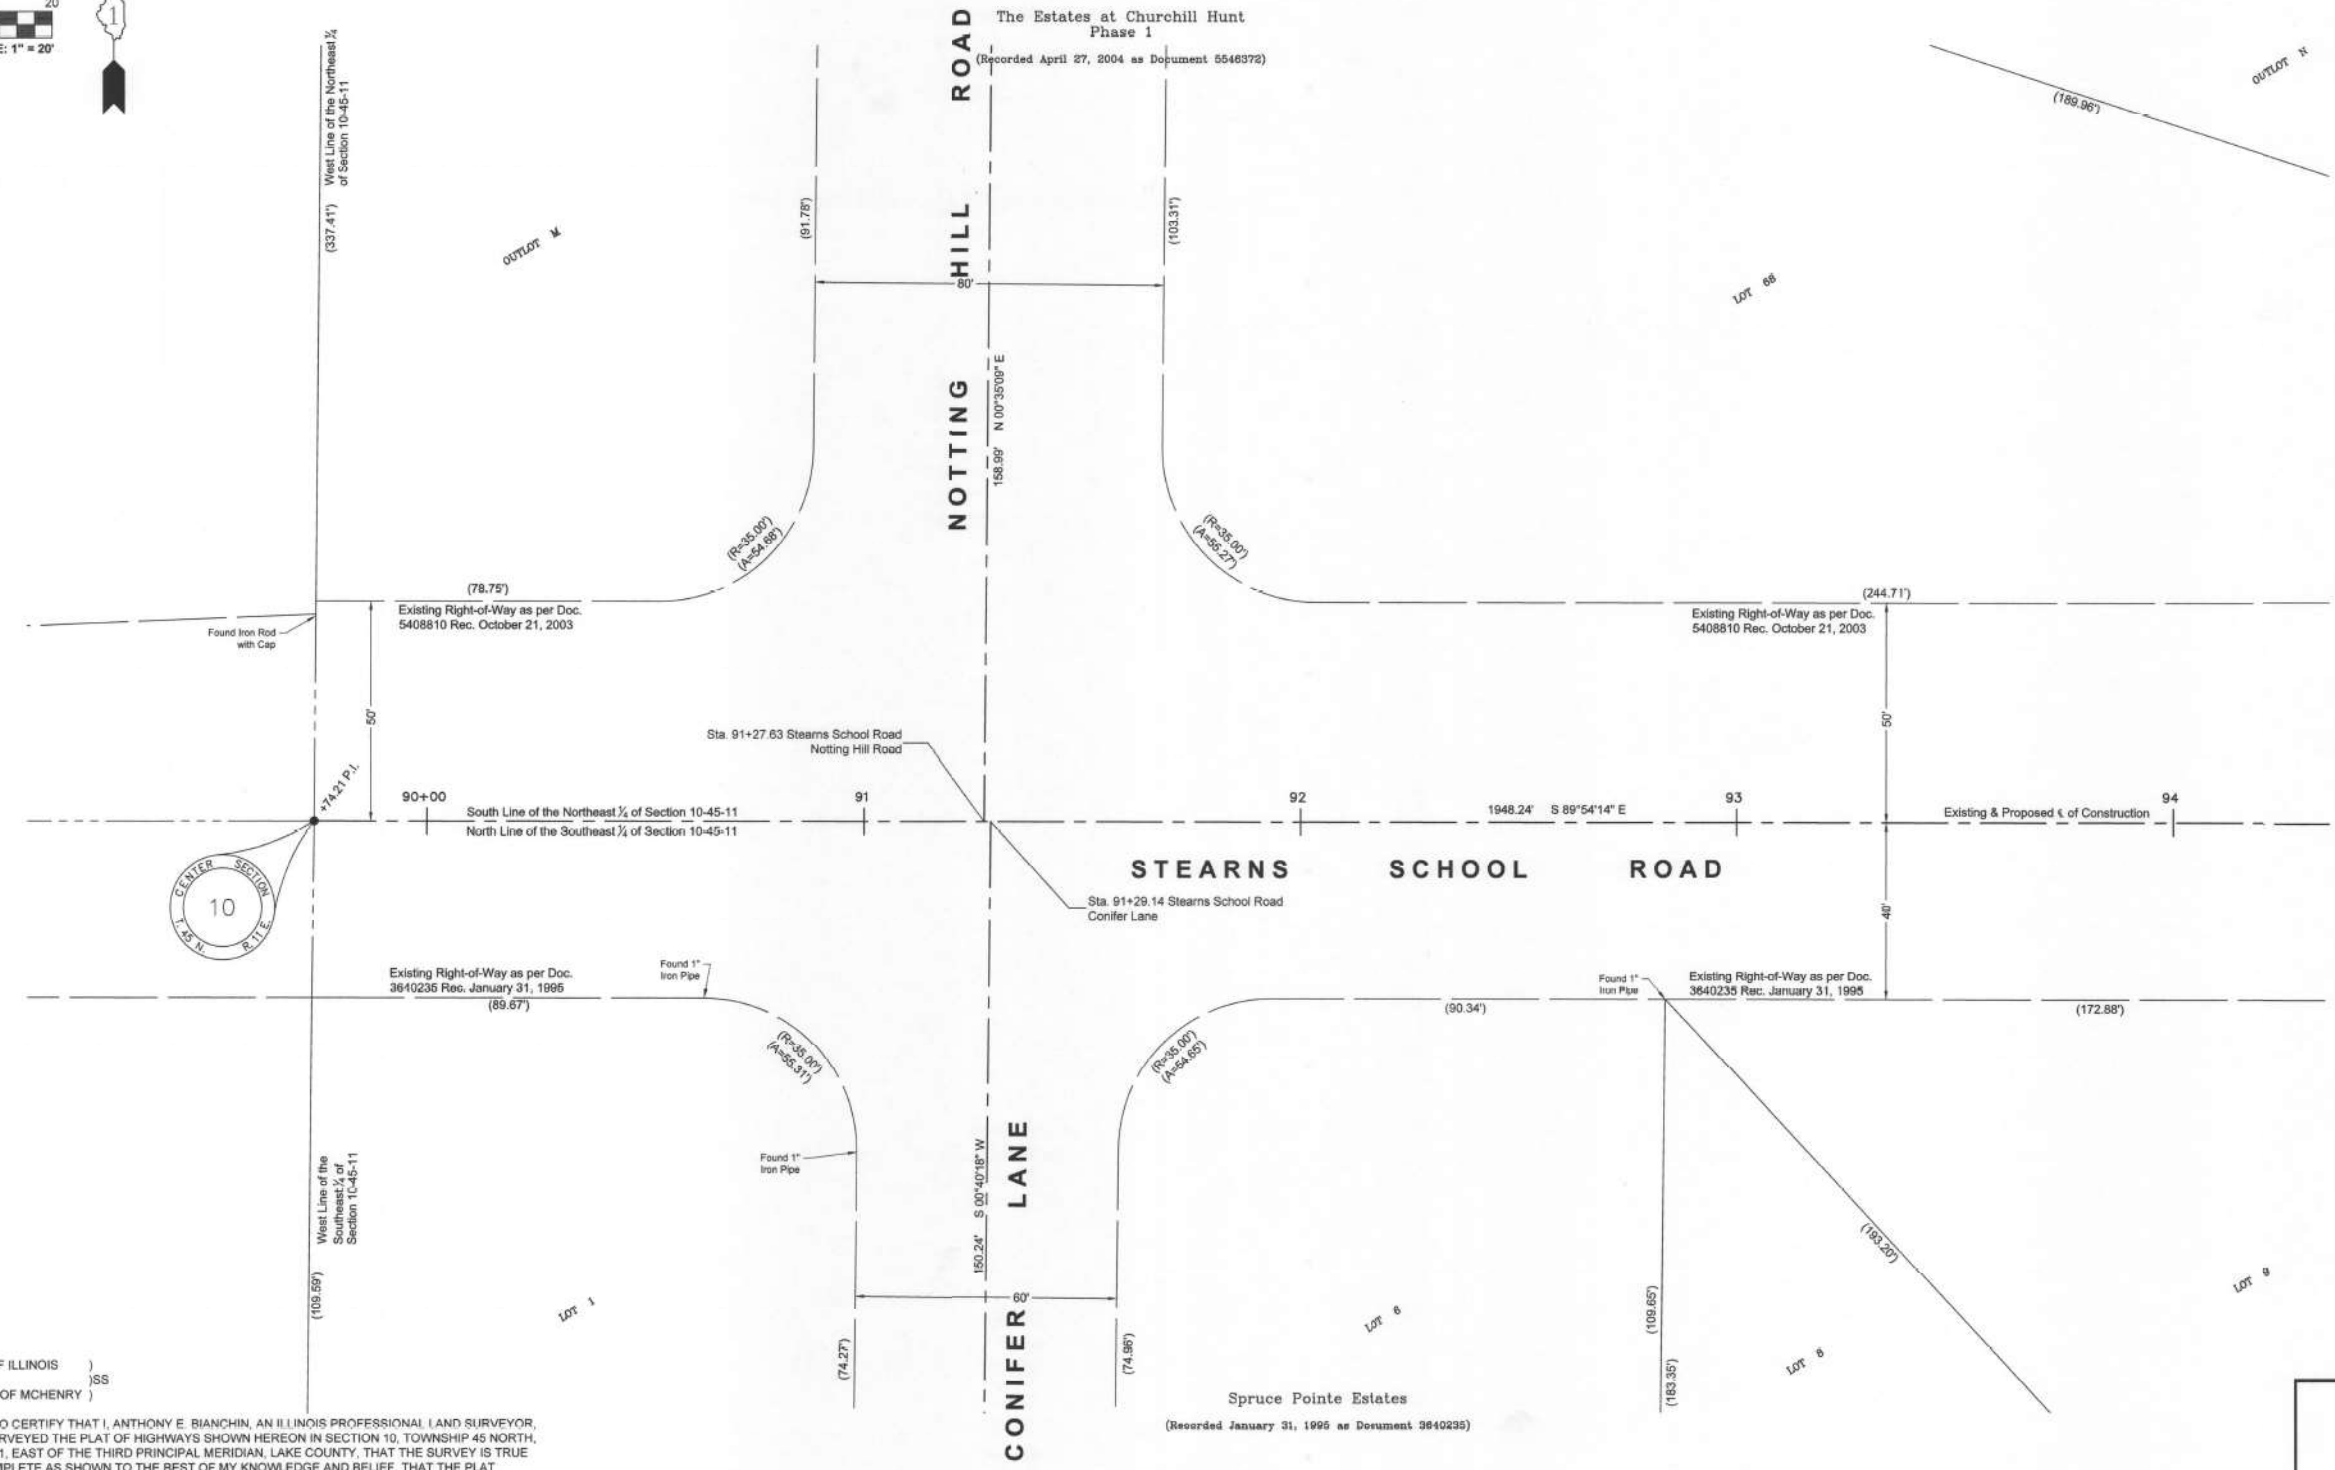 20
E: 1" = 20'
1
The Estates at Churchill Hunt
Phase 1
(Recorded April 27, 2004 as Document 5546372)
OUTLOT N
(189.96')
West Line of the Northeast ¼
of Section 10-45-11
(337.41')
OUTLOT M
(91.78')
NOTTING HILL ROAD
(103.31')
80'
LOT 68
158.99' N 00°35'09" E
(R=35.00')
(A=54.68')
(R=35.00')
(A=55.27')
(78.75')
Existing Right-of-Way as per Doc.
5408810 Rec. October 21, 2003
(244.71')
Existing Right-of-Way as per Doc.
5408810 Rec. October 21, 2003
Found Iron Rod
with Cap
50'
50'
Sta. 91+27.63 Stearns School Road
Notting Hill Road
+74.21 P.I.
90+00
91
92
93
94
South Line of the Northeast ¼ of Section 10-45-11
North Line of the Southeast ¼ of Section 10-45-11
1948.24' S 89°54'14" E
Existing & Proposed ℄ of Construction
STEARNS SCHOOL ROAD
CENTER SECTION
10
T. 45 N. R. 11 E.
Sta. 91+29.14 Stearns School Road
Conifer Lane
40'
Existing Right-of-Way as per Doc.
3640235 Rec. January 31, 1995
(89.67')
Found 1"
Iron Pipe
Found 1"
Iron Pipe
Existing Right-of-Way as per Doc.
3640235 Rec. January 31, 1995
(90.34')
(172.88')
(R=35.00')
(A=55.31')
(R=35.00')
(A=54.65')
Found 1"
Iron Pipe
West Line of the
Southeast ¼ of
Section 10-45-11
(109.59')
150.24' S 00°40'18" W
CONIFER LANE
60'
(74.27')
(74.96')
LOT 1
LOT 6
(109.65')
(183.35')
LOT 8
(193.20')
LOT 9
Spruce Pointe Estates
(Recorded January 31, 1995 as Document 3640235)
F ILLINOIS )
)SS
OF MCHENRY )
O CERTIFY THAT I, ANTHONY E. BIANCHIN, AN ILLINOIS PROFESSIONAL LAND SURVEYOR,
RVEYED THE PLAT OF HIGHWAYS SHOWN HEREON IN SECTION 10, TOWNSHIP 45 NORTH,
1, EAST OF THE THIRD PRINCIPAL MERIDIAN, LAKE COUNTY, THAT THE SURVEY IS TRUE
MPLETE AS SHOWN TO THE BEST OF MY KNOWLEDGE AND BELIEF, THAT THE PLAT